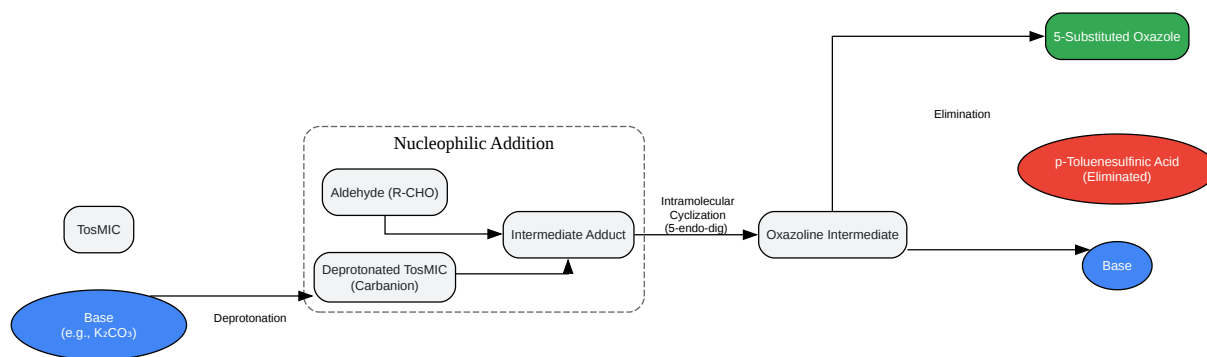 TosMIC
Base
(e.g., K₂CO₃)
Deprotonation
Nucleophilic Addition
Aldehyde (R-CHO)
Deprotonated TosMIC
(Carbanion)
Intermediate Adduct
Intramolecular
Cyclization
(5-endo-dig)
Oxazoline Intermediate
5-Substituted Oxazole
Elimination
p-Toluenesulfinic Acid
(Eliminated)
Base